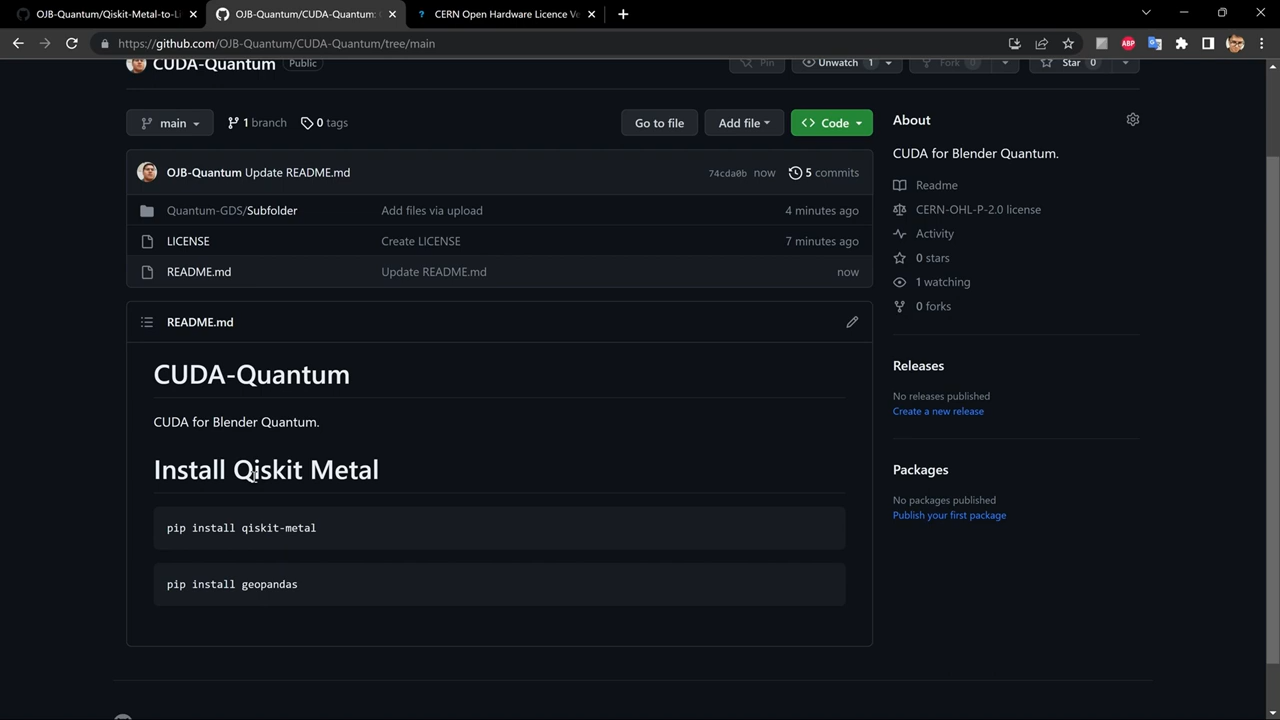 OJB-Quantum/Qiskit-Metal-to-Li
OJB-Quantum/CUDA-Quantum:
CERN Open Hardware Licence Ve
https://github.com/OJB-Quantum/CUDA-Quantum/tree/main
ABP
CUDA-Quantum Public
Pin
Unwatch 1
Fork 0
Star 0
main
1 branch
0 tags
Go to file
Add file
Code
OJB-Quantum Update README.md
74cda0b now
5 commits
Quantum-GDS/Subfolder Add files via upload 4 minutes ago
LICENSE Create LICENSE 7 minutes ago
README.md Update README.md now
README.md
CUDA-Quantum
CUDA for Blender Quantum.
Install Qiskit Metal
pip install qiskit-metal
pip install geopandas
About
CUDA for Blender Quantum.
Readme
CERN-OHL-P-2.0 license
Activity
0 stars
1 watching
0 forks
Releases
No releases published
Create a new release
Packages
No packages published
Publish your first package